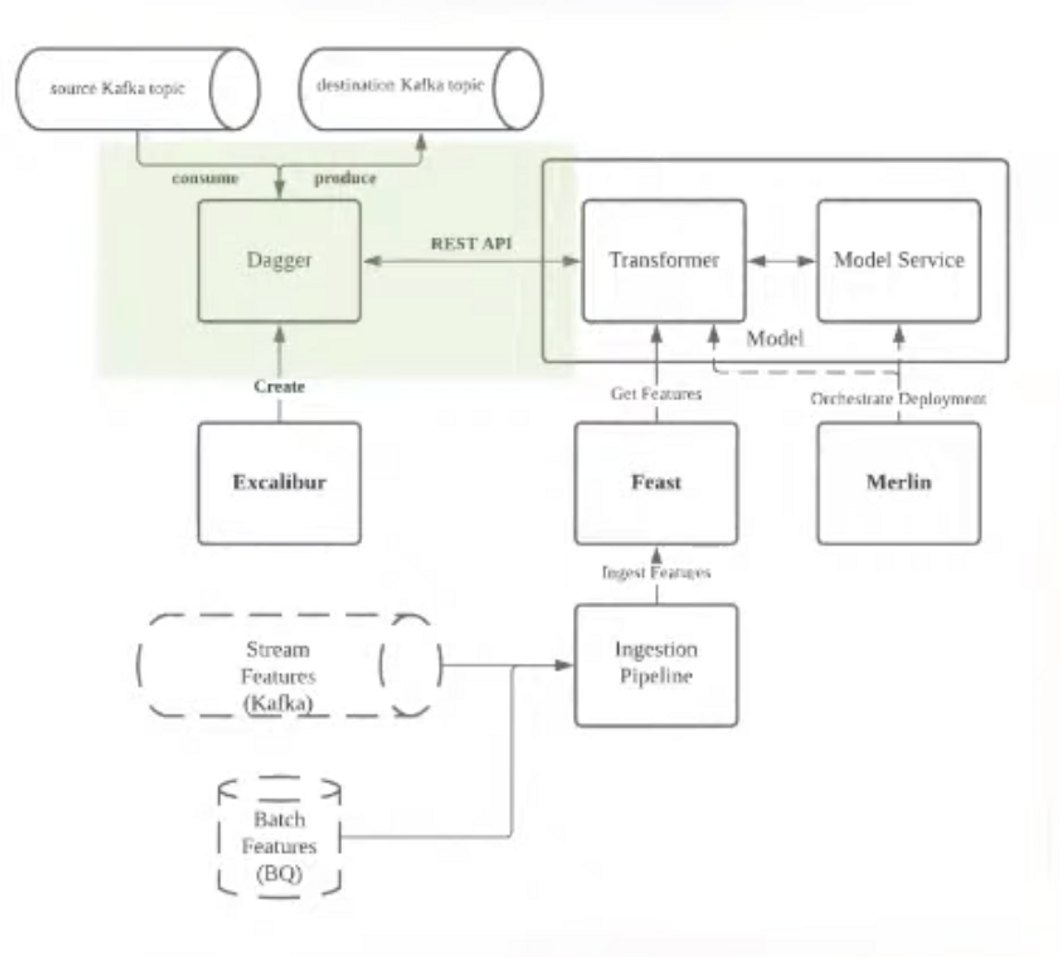 source Kafka topic
destination Kafka topic
consume
produce
Dagger
REST API
Transformer
Model Service
Model
Create
Get Features
Orchestrate Deployment
Excalibur
Feast
Merlin
Ingest Features
Stream
Features
(Kafka)
Ingestion
Pipeline
Batch
Features
(BQ)